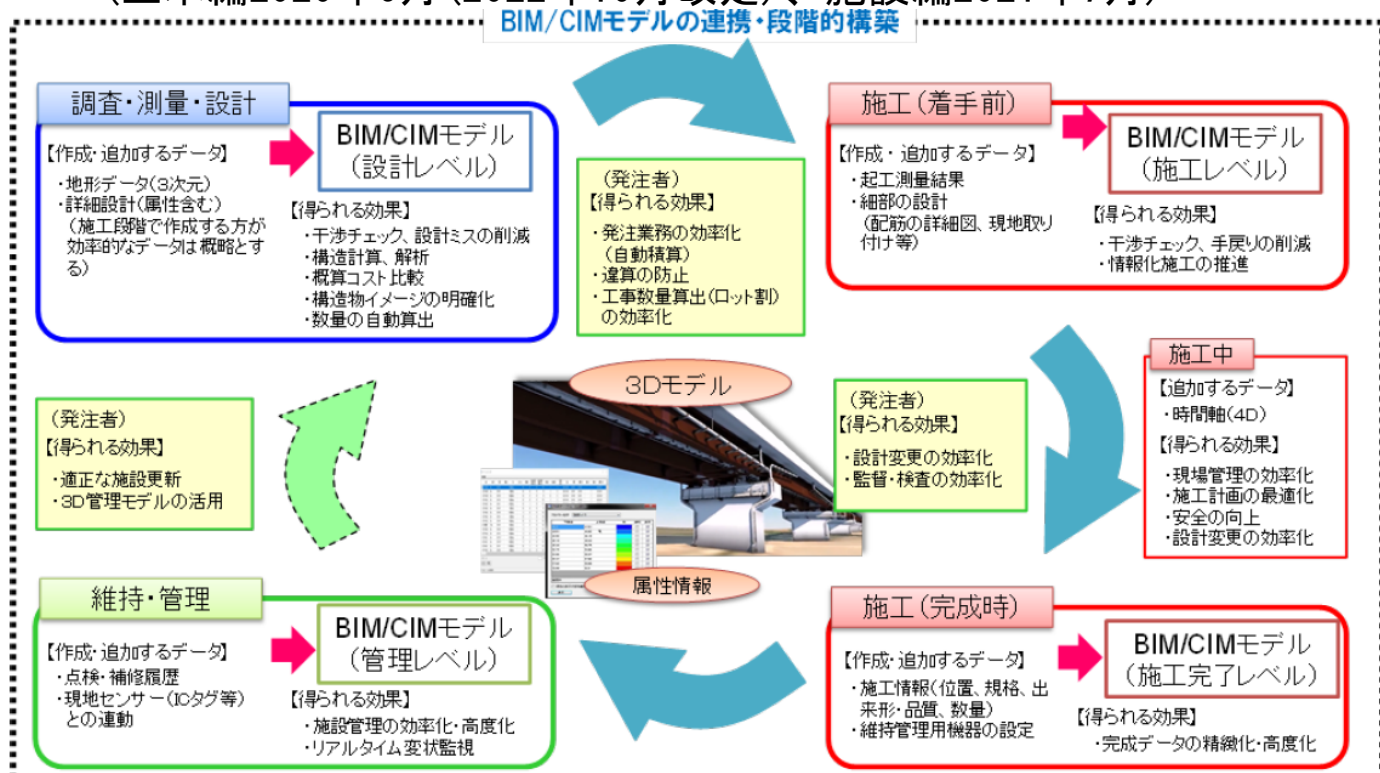 BIM/CIMモデルの連携・段階的構築
調査・測量・設計
【作成・追加するデータ】
・地形データ(3次元)
・詳細設計(属性含む)
(施工段階で作成する方が
効率的なデータは概略とす
る)
BIM/CIMモデル
(設計レベル)
【得られる効果】
・干渉チェック、設計ミスの削減
・構造計算、解析
・概算コスト比較
・構造物イメージの明確化
・数量の自動算出
(発注者)
【得られる効果】
・発注業務の効率化
(自動積算)
・違算の防止
・工事数量算出(ロット割)
の効率化
施工(着手前)
【作成・追加するデータ】
・起工測量結果
・細部の設計
(配筋の詳細図、現地取り
付け等)
BIM/CIMモデル
(施工レベル)
【得られる効果】
・干渉チェック、手戻りの削減
・情報化施工の推進
施工中
【追加するデータ】
・時間軸(4D)
【得られる効果】
・現場管理の効率化
・施工計画の最適化
・安全の向上
・設計変更の効率化
(発注者)
【得られる効果】
・設計変更の効率化
・監督・検査の効率化
3Dモデル
属性情報
(発注者)
【得られる効果】
・適正な施設更新
・3D管理モデルの活用
維持・管理
【作成・追加するデータ】
・点検・補修履歴
・現地センサー(ICタグ等)
との連動
BIM/CIMモデル
(管理レベル)
【得られる効果】
・施設管理の効率化・高度化
・リアルタイム変状監視
施工(完成時)
【作成・追加するデータ】
・施工情報(位置、規格、出
来形・品質、数量)
・維持管理用機器の設定
BIM/CIMモデル
(施工完了レベル)
【得られる効果】
・完成データの精緻化・高度化